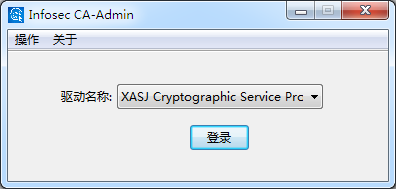 Infosec CA-Admin
操作 关于
驱动名称: XASJ Cryptographic Service Prc
登录